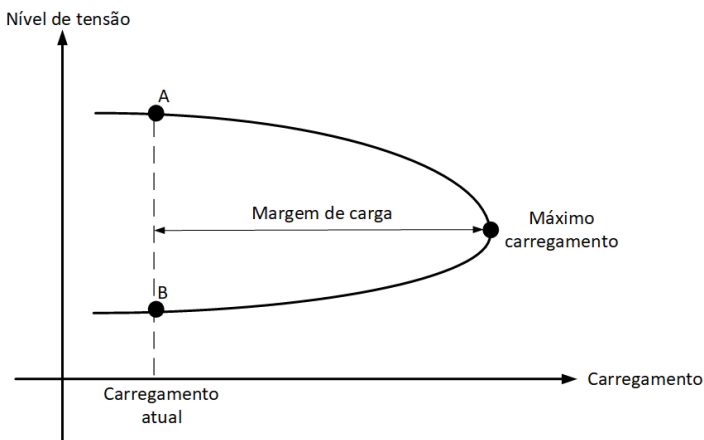 Nível de tensão
A
Margem de carga
Máximo
carregamento
B
Carregamento
Carregamento
atual